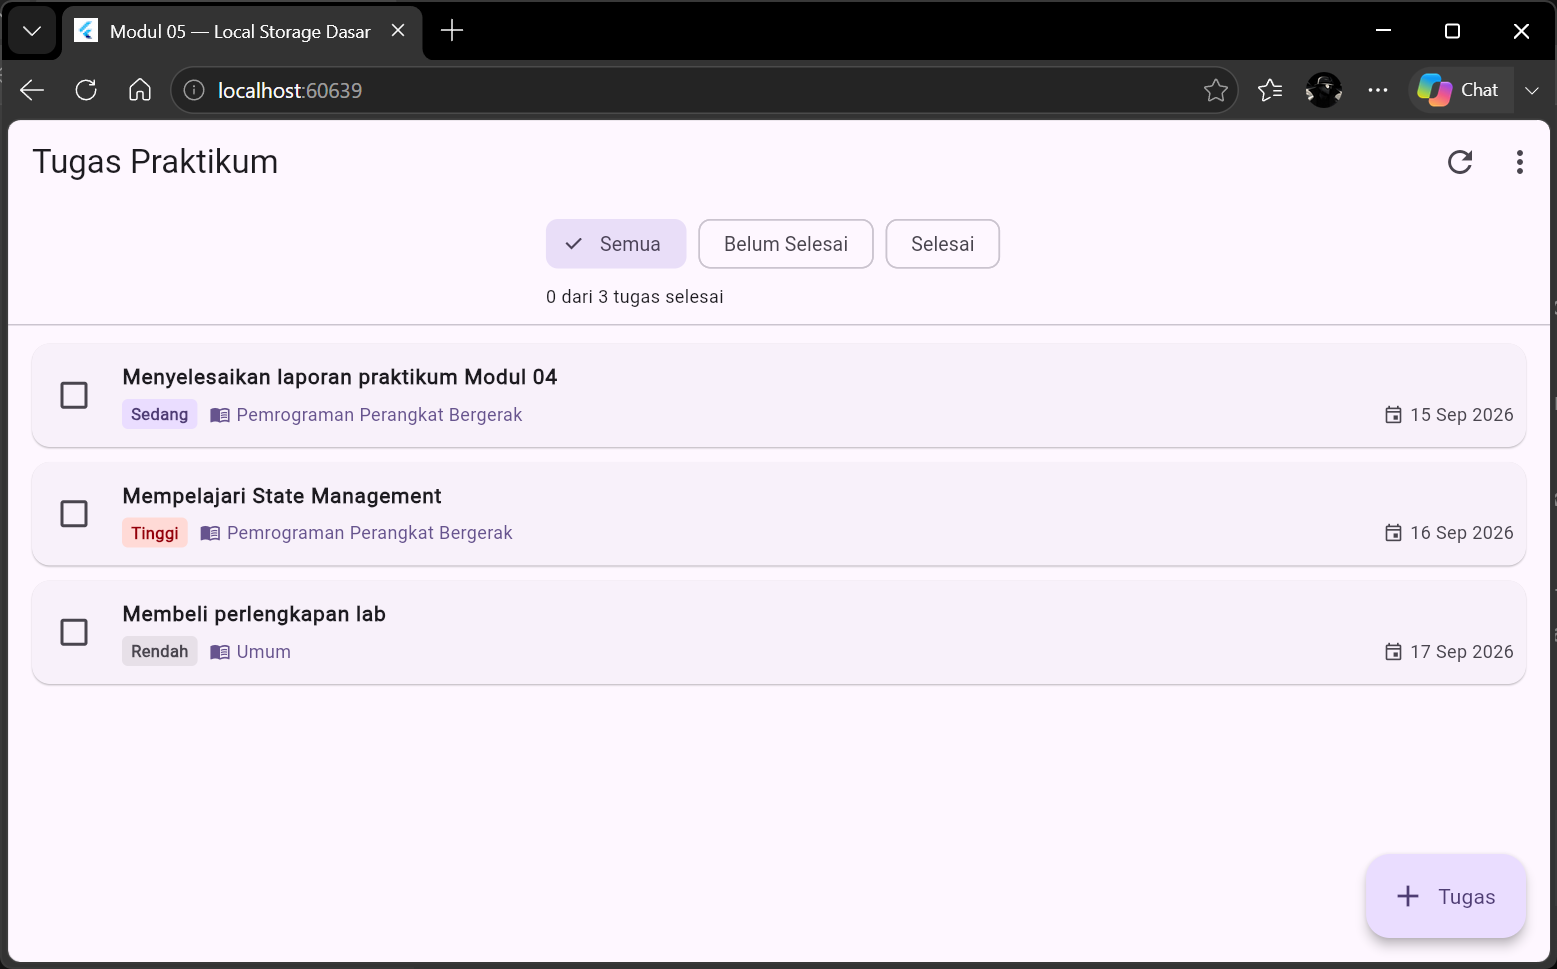 Modul 05 — Local Storage Dasar
localhost:60639
Chat
Tugas Praktikum
Semua
Belum Selesai
Selesai
0 dari 3 tugas selesai
Menyelesaikan laporan praktikum Modul 04
Sedang Pemrograman Perangkat Bergerak 15 Sep 2026
Mempelajari State Management
Tinggi Pemrograman Perangkat Bergerak 16 Sep 2026
Membeli perlengkapan lab
Rendah Umum 17 Sep 2026
Tugas